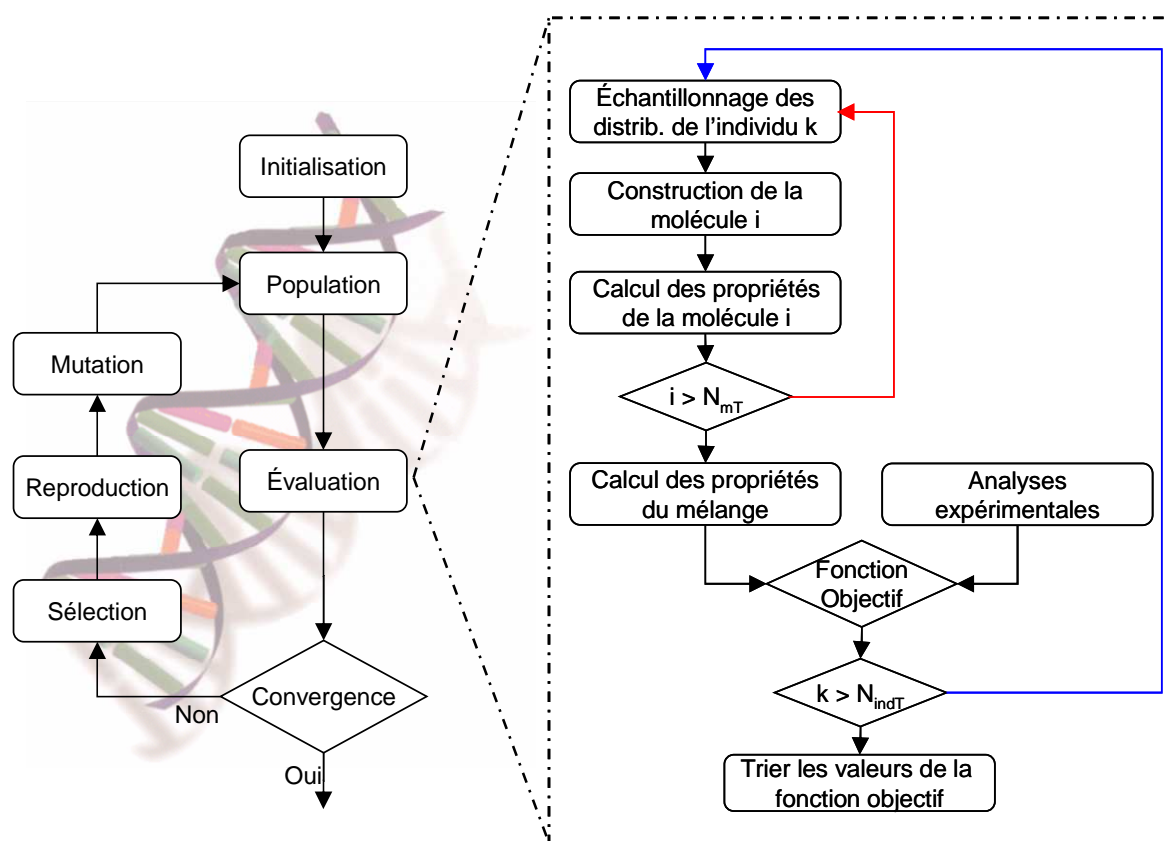 Initialisation
Population
Mutation
Reproduction
Évaluation
Sélection
Convergence
Non
Oui
Échantillonnage des
distrib. de l'individu k
Construction de la
molécule i
Calcul des propriétés
de la molécule i
i > NmT
Calcul des propriétés
du mélange
Analyses
expérimentales
Fonction
Objectif
k > NindT
Trier les valeurs de la
fonction objectif